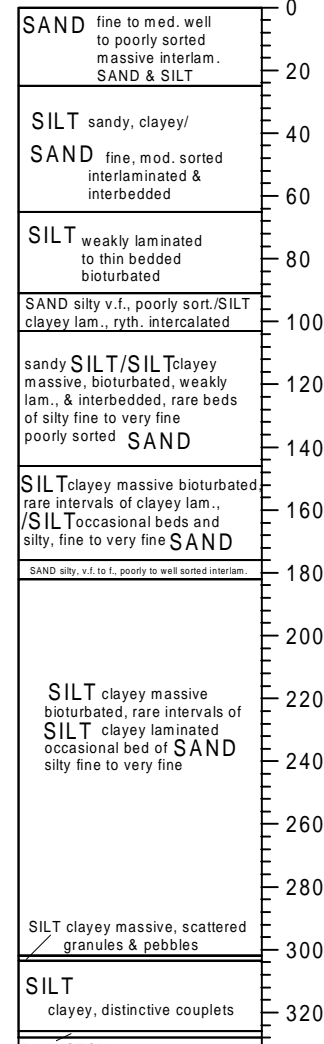 SAND fine to med. well
to poorly sorted
massive interlam.
SAND & SILT
SILT sandy, clayey/
SAND fine, mod. sorted
interlaminated &
interbedded
SILT weakly laminated
to thin bedded
bioturbated
SAND silty v.f., poorly sort./SILT
clayey lam., ryth. intercalated
sandy SILT/SILT clayey
massive, bioturbated, weakly
lam., & interbedded, rare beds
of silty fine to very fine
poorly sorted SAND
SILT clayey massive bioturbated,
rare intervals of clayey lam.,
/SILT occasional beds and
silty, fine to very fine SAND
SAND silty, v.f. to f., poorly to well sorted interlam.
SILT clayey massive
bioturbated, rare intervals of
SILT clayey laminated
occasional bed of SAND
silty fine to very fine
SILT clayey massive, scattered
granules & pebbles
SILT
clayey, distinctive couplets
0
20
40
60
80
100
120
140
160
180
200
220
240
260
280
300
320